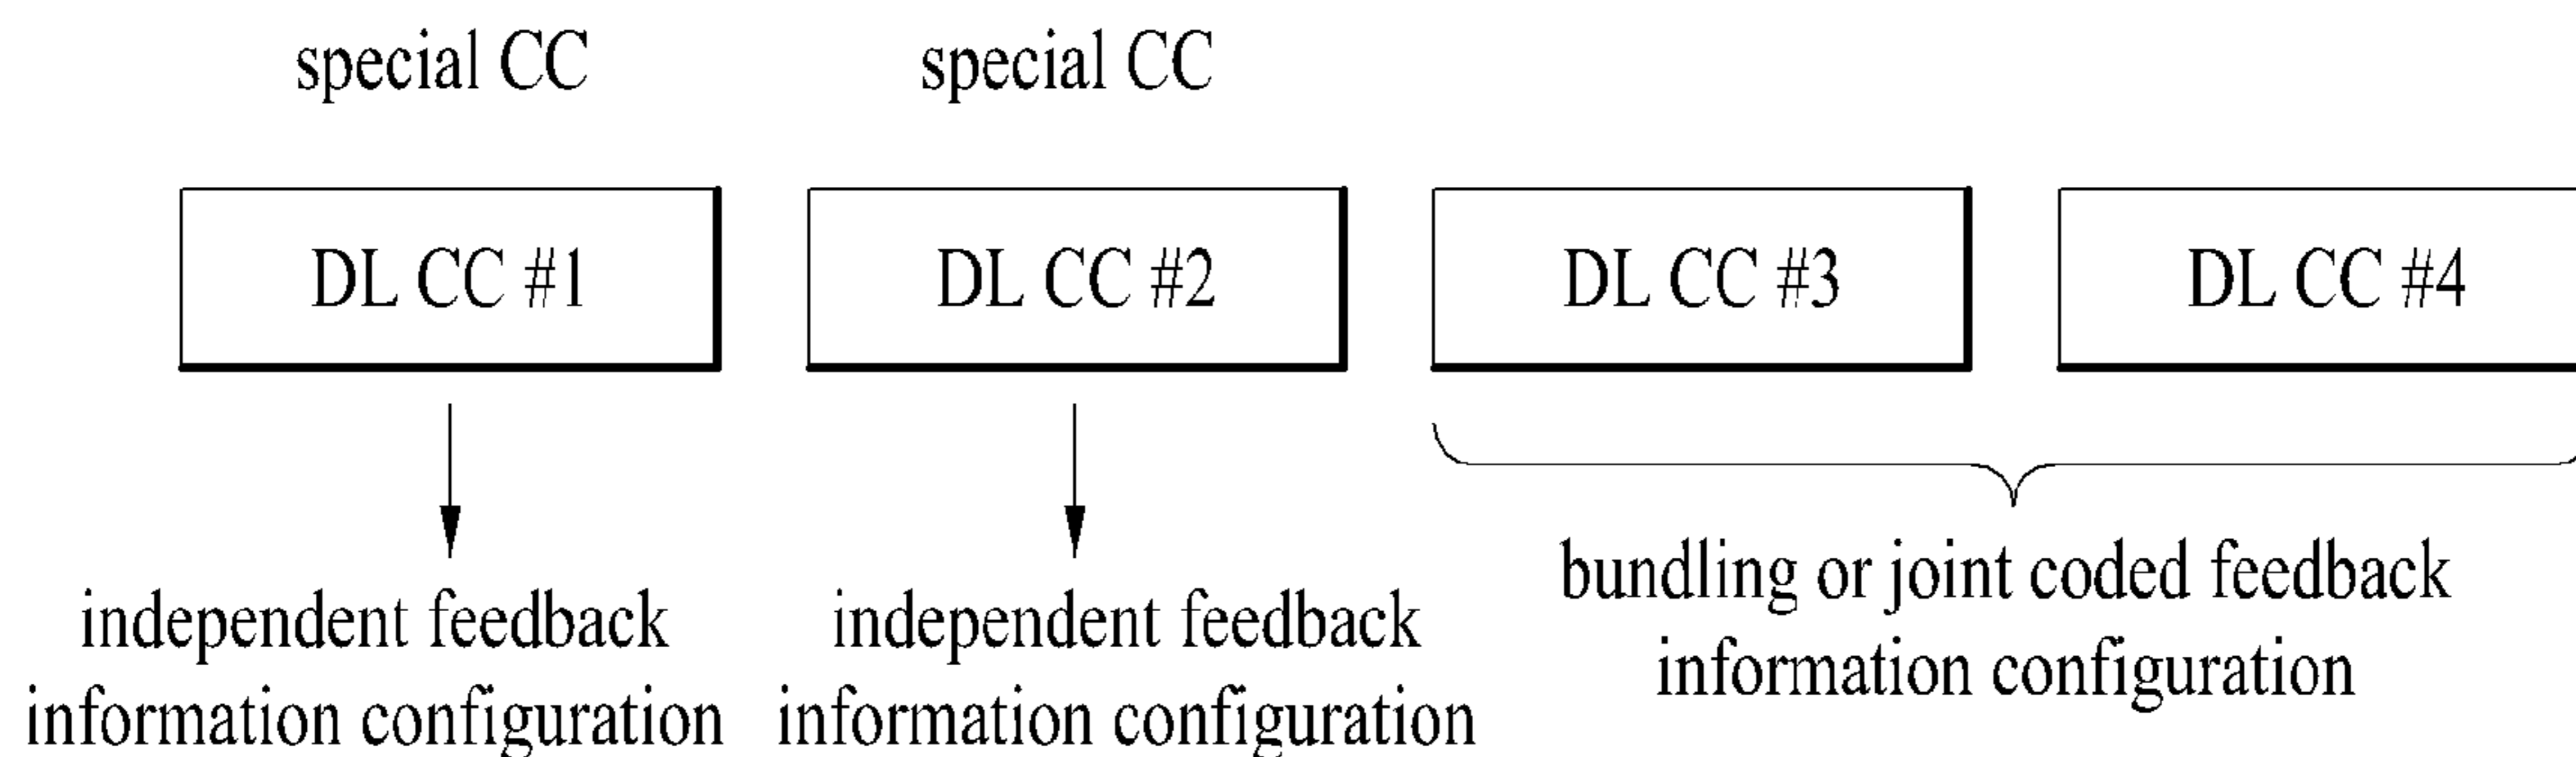 special CC
special CC
DL CC #1
DL CC #2
DL CC #3
DL CC #4
independent feedback
information configuration
independent feedback
information configuration
bundling or joint coded feedback
information configuration